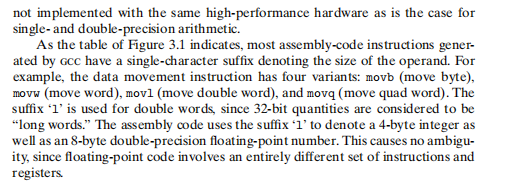 not implemented with the same high-performance hardware as is the case for
single- and double-precision arithmetic.
As the table of Figure 3.1 indicates, most assembly-code instructions gener-
ated by GCC have a single-character suffix denoting the size of the operand. For
example, the data movement instruction has four variants: movb (move byte),
movw (move word), movl (move double word), and movq (move quad word). The
suffix ‘l’ is used for double words, since 32-bit quantities are considered to be
“long words.” The assembly code uses the suffix ‘l’ to denote a 4-byte integer as
well as an 8-byte double-precision floating-point number. This causes no ambigu-
ity, since floating-point code involves an entirely different set of instructions and
registers.